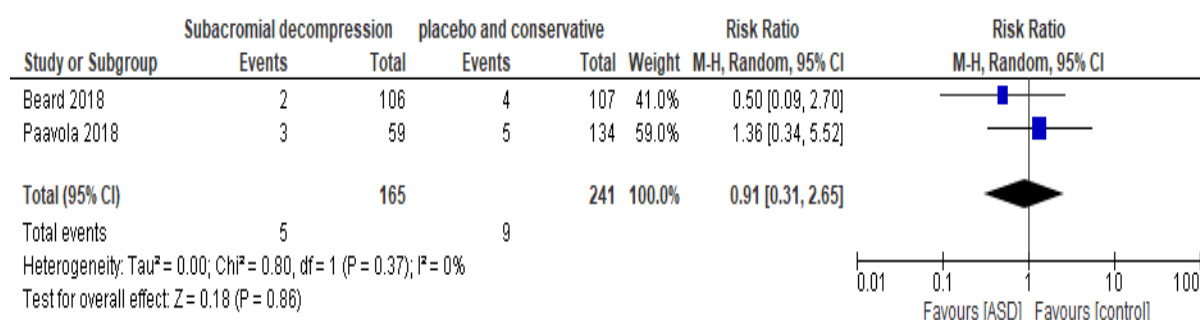 Subacromial decompression placebo and conservative Risk Ratio Risk Ratio
Study or Subgroup Events Total Events Total Weight M-H, Random, 95% CI M-H, Random, 95% CI
Beard 2018 2 106 4 107 41.0% 0.50 [0.09, 2.70]
Paavola 2018 3 59 5 134 59.0% 1.36 [0.34, 5.52]
Total (95% CI) 165 241 100.0% 0.91 [0.31, 2.65]
Total events 5 9
Heterogeneity: Tau² = 0.00; Chi² = 0.80, df = 1 (P = 0.37); I² = 0%
Test for overall effect: Z = 0.18 (P = 0.86)
0.01 0.1 1 10 100
Favours [ASD] Favours [control]